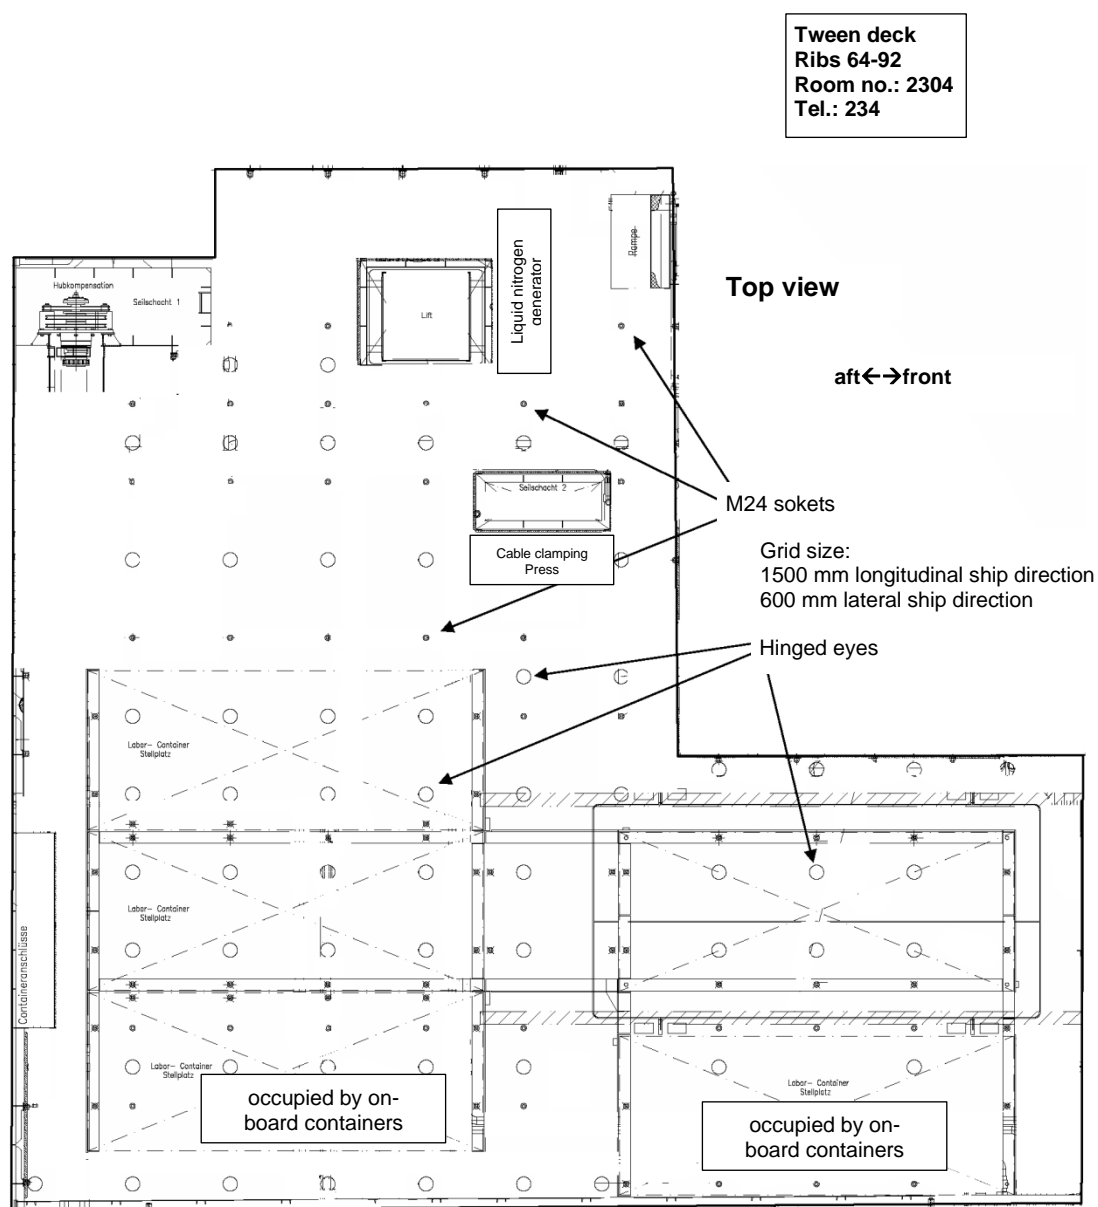 Tween deck
Ribs 64-92
Room no.: 2304
Tel.: 234
Hubkompensation
Seilschacht 1
Lift
Liquid nitrogen
generator
Rampe
Top view
aft←→front
Seilschacht 2
M24 sokets
Cable clamping
Press
Grid size:
1500 mm longitudinal ship direction
600 mm lateral ship direction
Hinged eyes
Labor- Container
Stellplatz
Labor- Container
Stellplatz
Containeranschlüsse
Labor- Container
Stellplatz
occupied by on-
board containers
Labor- Container
Stellplatz
occupied by on-
board containers